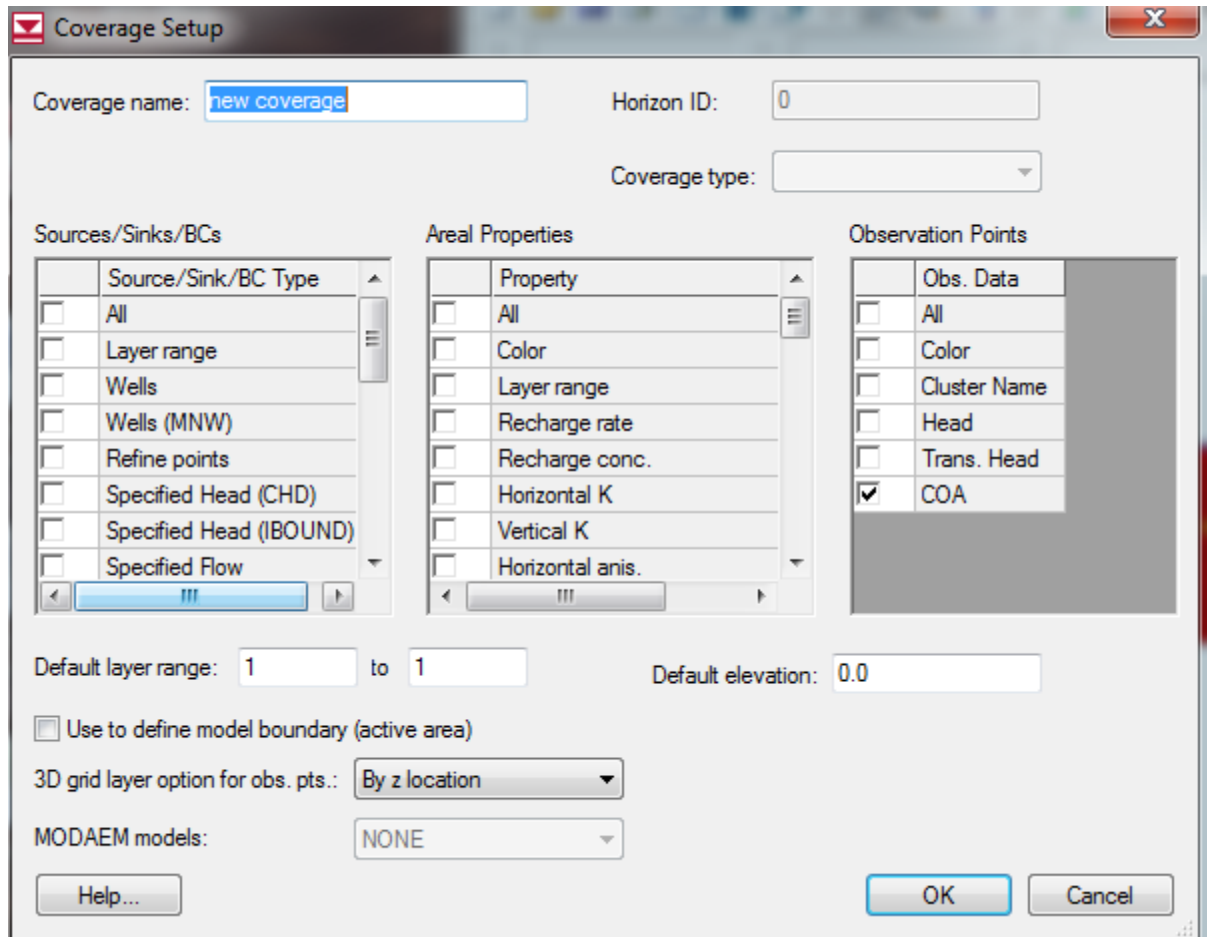 Coverage Setup
Coverage name: new coverage Horizon ID: 0
Coverage type:
Sources/Sinks/BCs Areal Properties Observation Points
Source/Sink/BC Type Property Obs. Data
All All All
Layer range Color Color
Wells Layer range Cluster Name
Wells (MNW) Recharge rate Head
Refine points Recharge conc. Trans. Head
Specified Head (CHD) Horizontal K COA
Specified Head (IBOUND) Vertical K
Specified Flow Horizontal anis.
Default layer range: 1 to 1 Default elevation: 0.0
Use to define model boundary (active area)
3D grid layer option for obs. pts.: By z location
MODAEM models: NONE
Help... OK Cancel